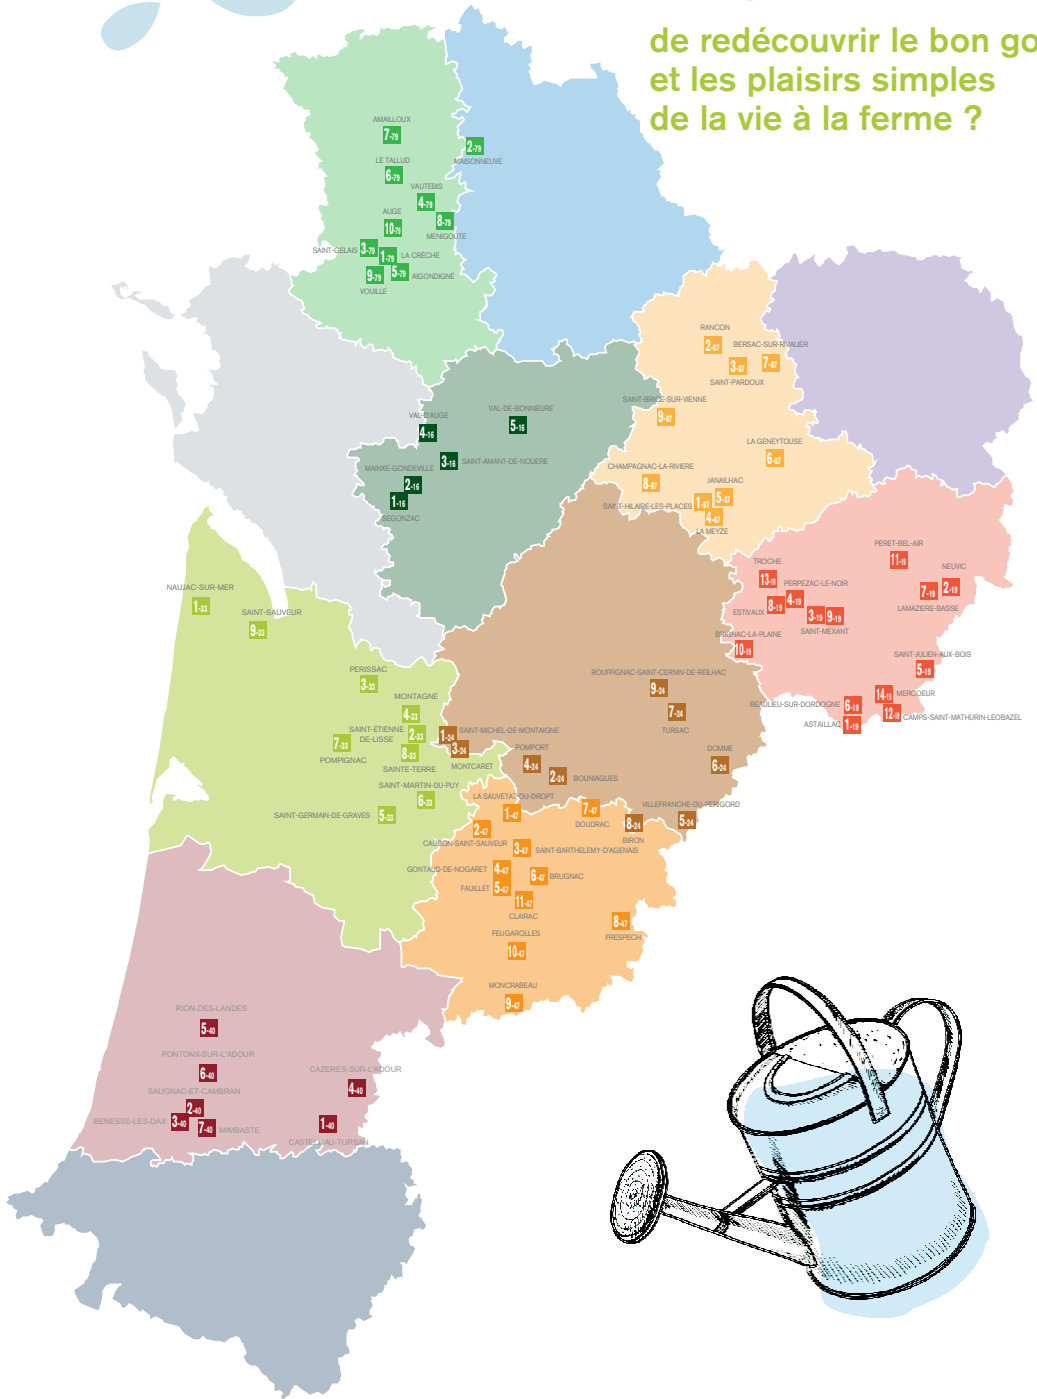 de redécouvrir le bon go
et les plaisirs simples
de la vie à la ferme ?
AMAILLOUX
7-79
2-79
MAISONNEUVE
LE TALLUD
6-79
VAUTEBIS
4-79
AUGE
10-79
8-79
MENIGOUTE
SAINT-GELAIS
3-79
1-79
LA CRÈCHE
9-79
5-79
AIGONDIGNÉ
VOUILLE
RANCON
2-87
BERSAC-SUR-RIVALIER
3-87
7-87
SAINT-PARDOUX
SAINT-BRICE-SUR-VIENNE
9-87
LA GENEYTOUSE
6-87
CHAMPAGNAC-LA-RIVIERE
8-87
JANAILHAC
SAINT-HILAIRE-LES-PLACES
1-87
5-87
4-87
LA MEYZE
VAL-D'AUGE
4-16
VAL-DE-BONNIEURE
5-16
3-16
SAINT-AMANT-DE-NOUERE
MAINXE-GONDEVILLE
2-16
1-16
SEGONZAC
PERET-BEL-AIR
11-19
TROCHE
13-19
NEUVIC
PERPEZAC-LE-NOIR
4-19
7-19
2-19
ESTIVAUX
8-19
LAMAZIERE-BASSE
3-19
9-19
SAINT-MEXANT
BRIGNAC-LA-PLAINE
10-19
SAINT-JULIEN-AUX-BOIS
5-19
14-19
MERCOEUR
BEAULIEU-SUR-DORDOGNE
6-19
12-19
CAMPS-SAINT-MATHURIN-LEOBAZEL
ASTAILLAC
1-19
NAUJAC-SUR-MER
1-33
SAINT-SAUVEUR
9-33
PERISSAC
3-33
MONTAGNE
4-33
SAINT-ÉTIENNE
DE-LISSE
2-33
7-33
POMPIGNAC
8-33
SAINTE-TERRE
SAINT-MARTIN-DU-PUY
6-33
SAINT-GERMAIN-DE-GRAVES
5-33
ROUFFIGNAC-SAINT-CERNIN-DE-REILHAC
9-24
7-24
TURSAC
1-24
SAINT-MICHEL-DE-MONTAIGNE
3-24
MONTCARET
POMPORT
4-24
2-24
BOUNIAGUES
DOMME
6-24
VILLEFRANCHE-DU-PERIGORD
5-24
8-24
BIRON
LA SAUVETAT-DU-DROPT
1-47
7-47
DOUDRAC
2-47
CAUBON-SAINT-SAUVEUR
3-47
SAINT-BARTHELEMY-D'AGENAIS
GONTAUD-DE-NOGARET
4-47
6-47
BRUGNAC
FAUILLET
5-47
11-47
CLAIRAC
8-47
FRESPECH
FEUGAROLLES
10-47
MONCRABEAU
9-47
RION-DES-LANDES
5-40
PONTONX-SUR-L'ADOUR
6-40
CAZERES-SUR-L'ADOUR
4-40
SAUGNAC-ET-CAMBRAN
2-40
BENESSE-LES-DAX
3-40
7-40
MIMBASTE
1-40
CASTELNAU-TURSAN